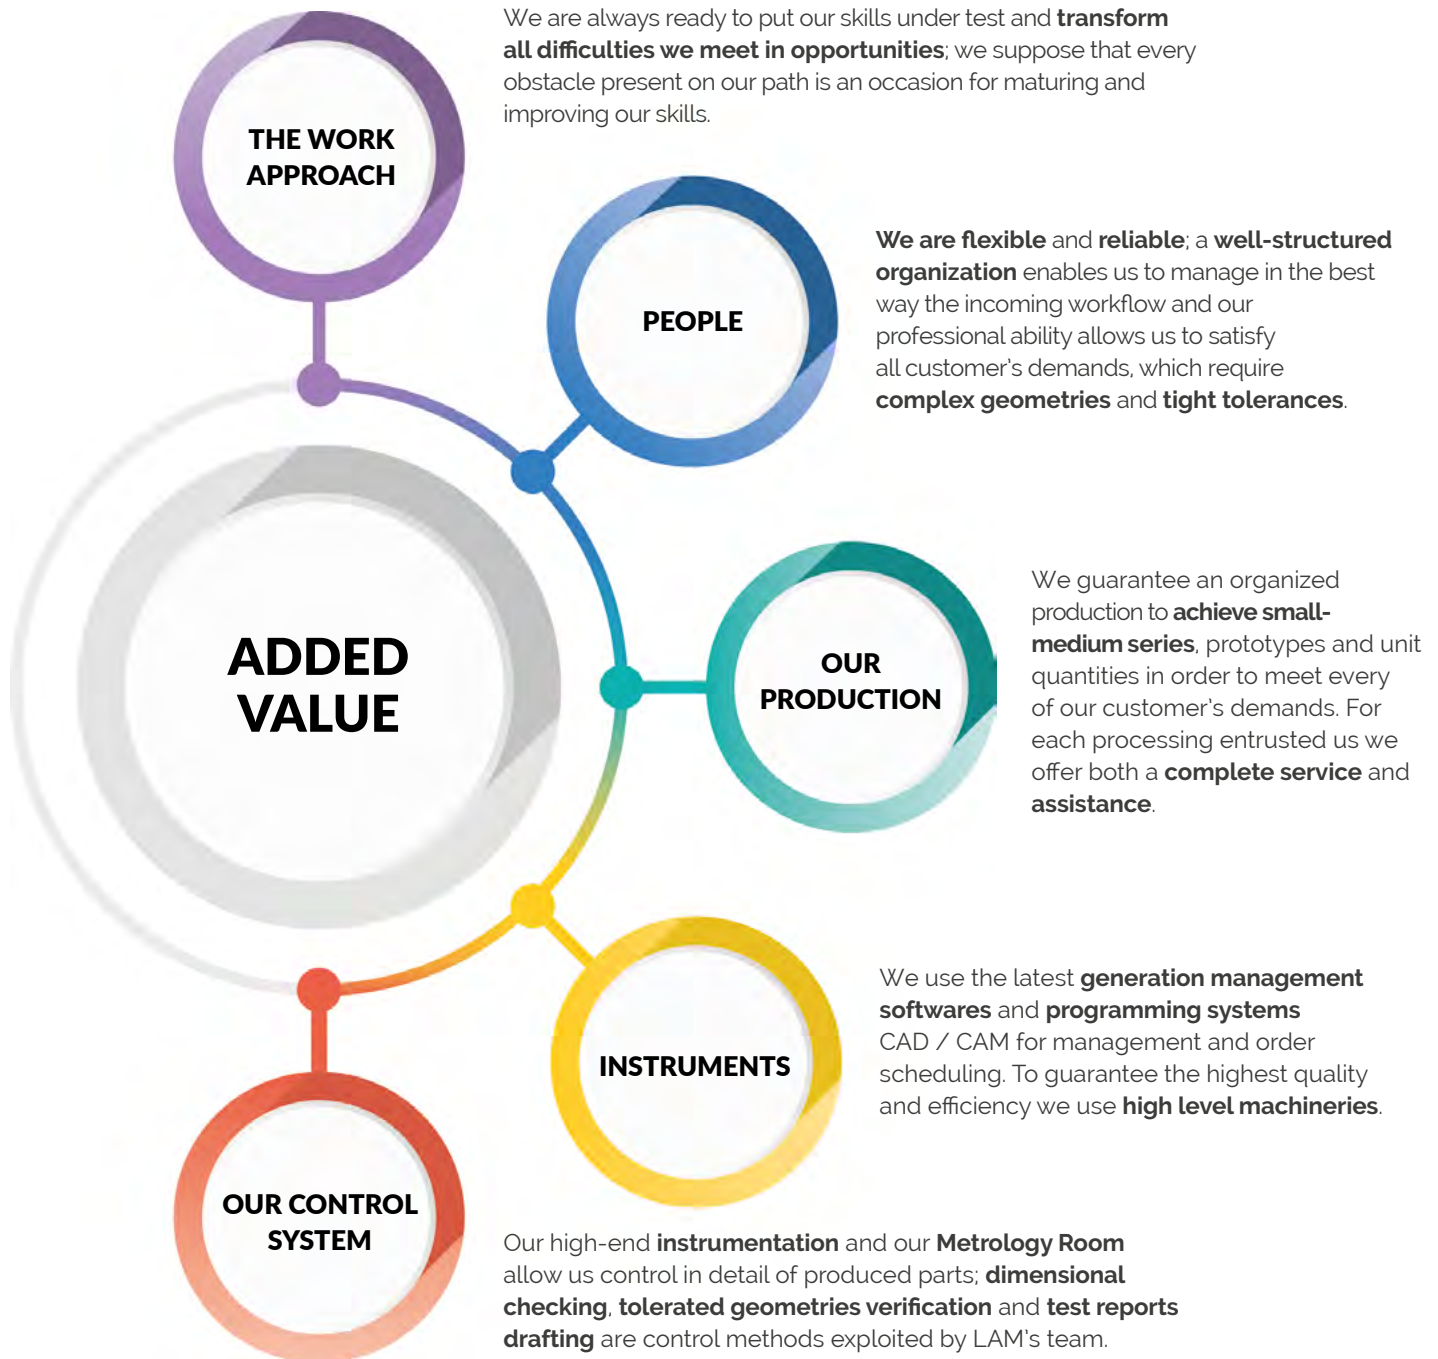 We are always ready to put our skills under test and transform
all difficulties we meet in opportunities; we suppose that every
obstacle present on our path is an occasion for maturing and
improving our skills.
THE WORK
APPROACH
PEOPLE
We are flexible and reliable; a well-structured
organization enables us to manage in the best
way the incoming workflow and our
professional ability allows us to satisfy
all customer's demands, which require
complex geometries and tight tolerances.
ADDED
VALUE
OUR
PRODUCTION
We guarantee an organized
production to achieve small-
medium series, prototypes and unit
quantities in order to meet every
of our customer's demands. For
each processing entrusted us we
offer both a complete service and
assistance.
INSTRUMENTS
We use the latest generation management
softwares and programming systems
CAD / CAM for management and order
scheduling. To guarantee the highest quality
and efficiency we use high level machineries.
OUR CONTROL
SYSTEM
Our high-end instrumentation and our Metrology Room
allow us control in detail of produced parts; dimensional
checking, tolerated geometries verification and test reports
drafting are control methods exploited by LAM's team.